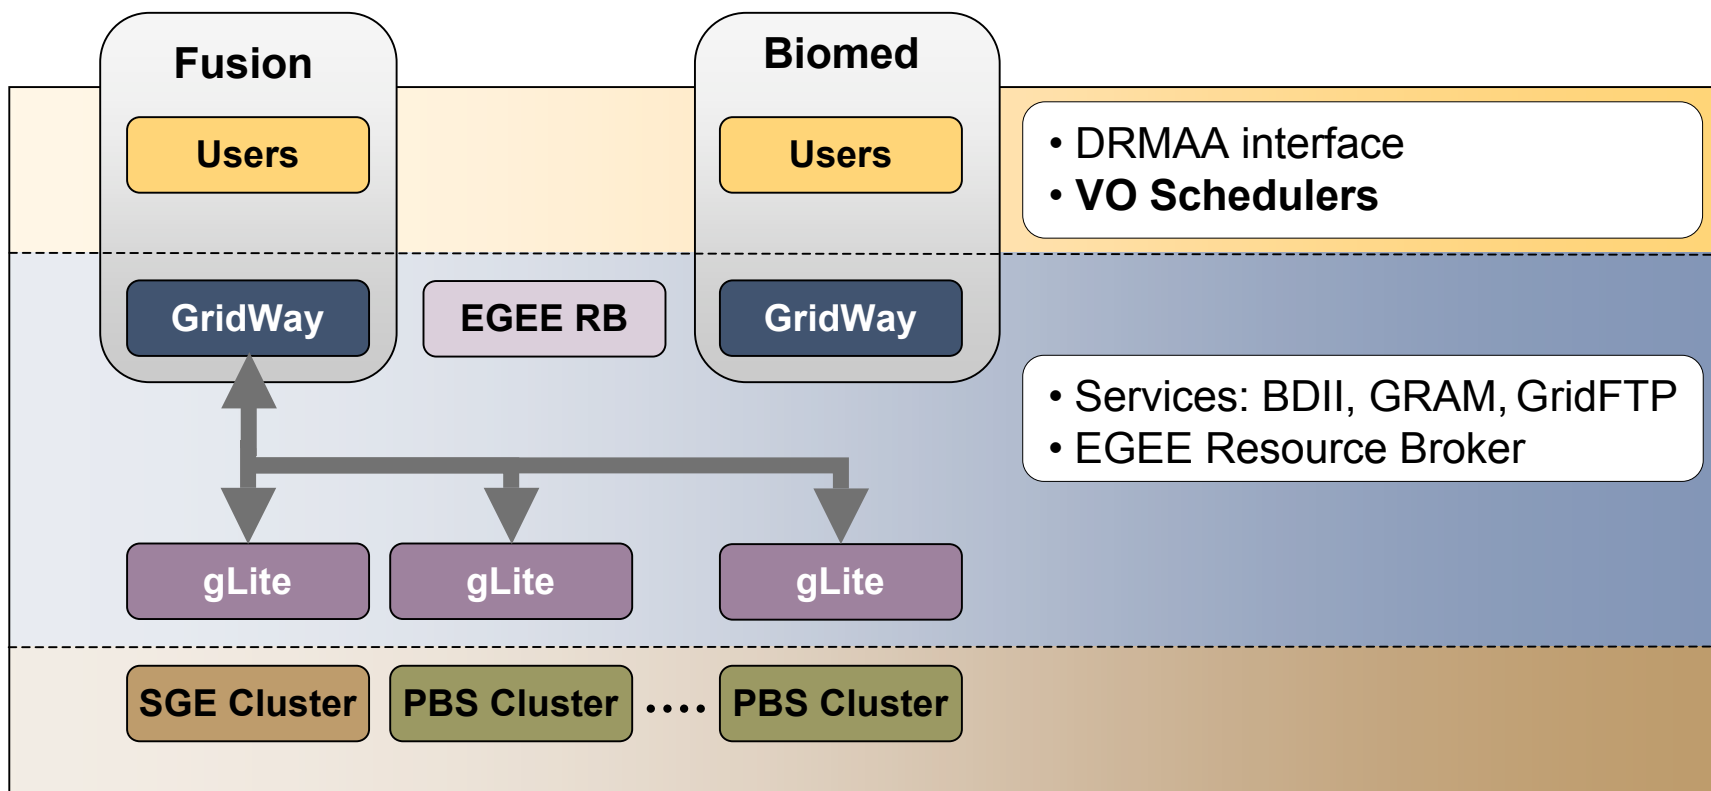 Fusion
Biomed
Users
Users
• DRMAA interface
• VO Schedulers
GridWay
EGEE RB
GridWay
• Services: BDII, GRAM, GridFTP
• EGEE Resource Broker
gLite
gLite
gLite
SGE Cluster
PBS Cluster
....
PBS Cluster